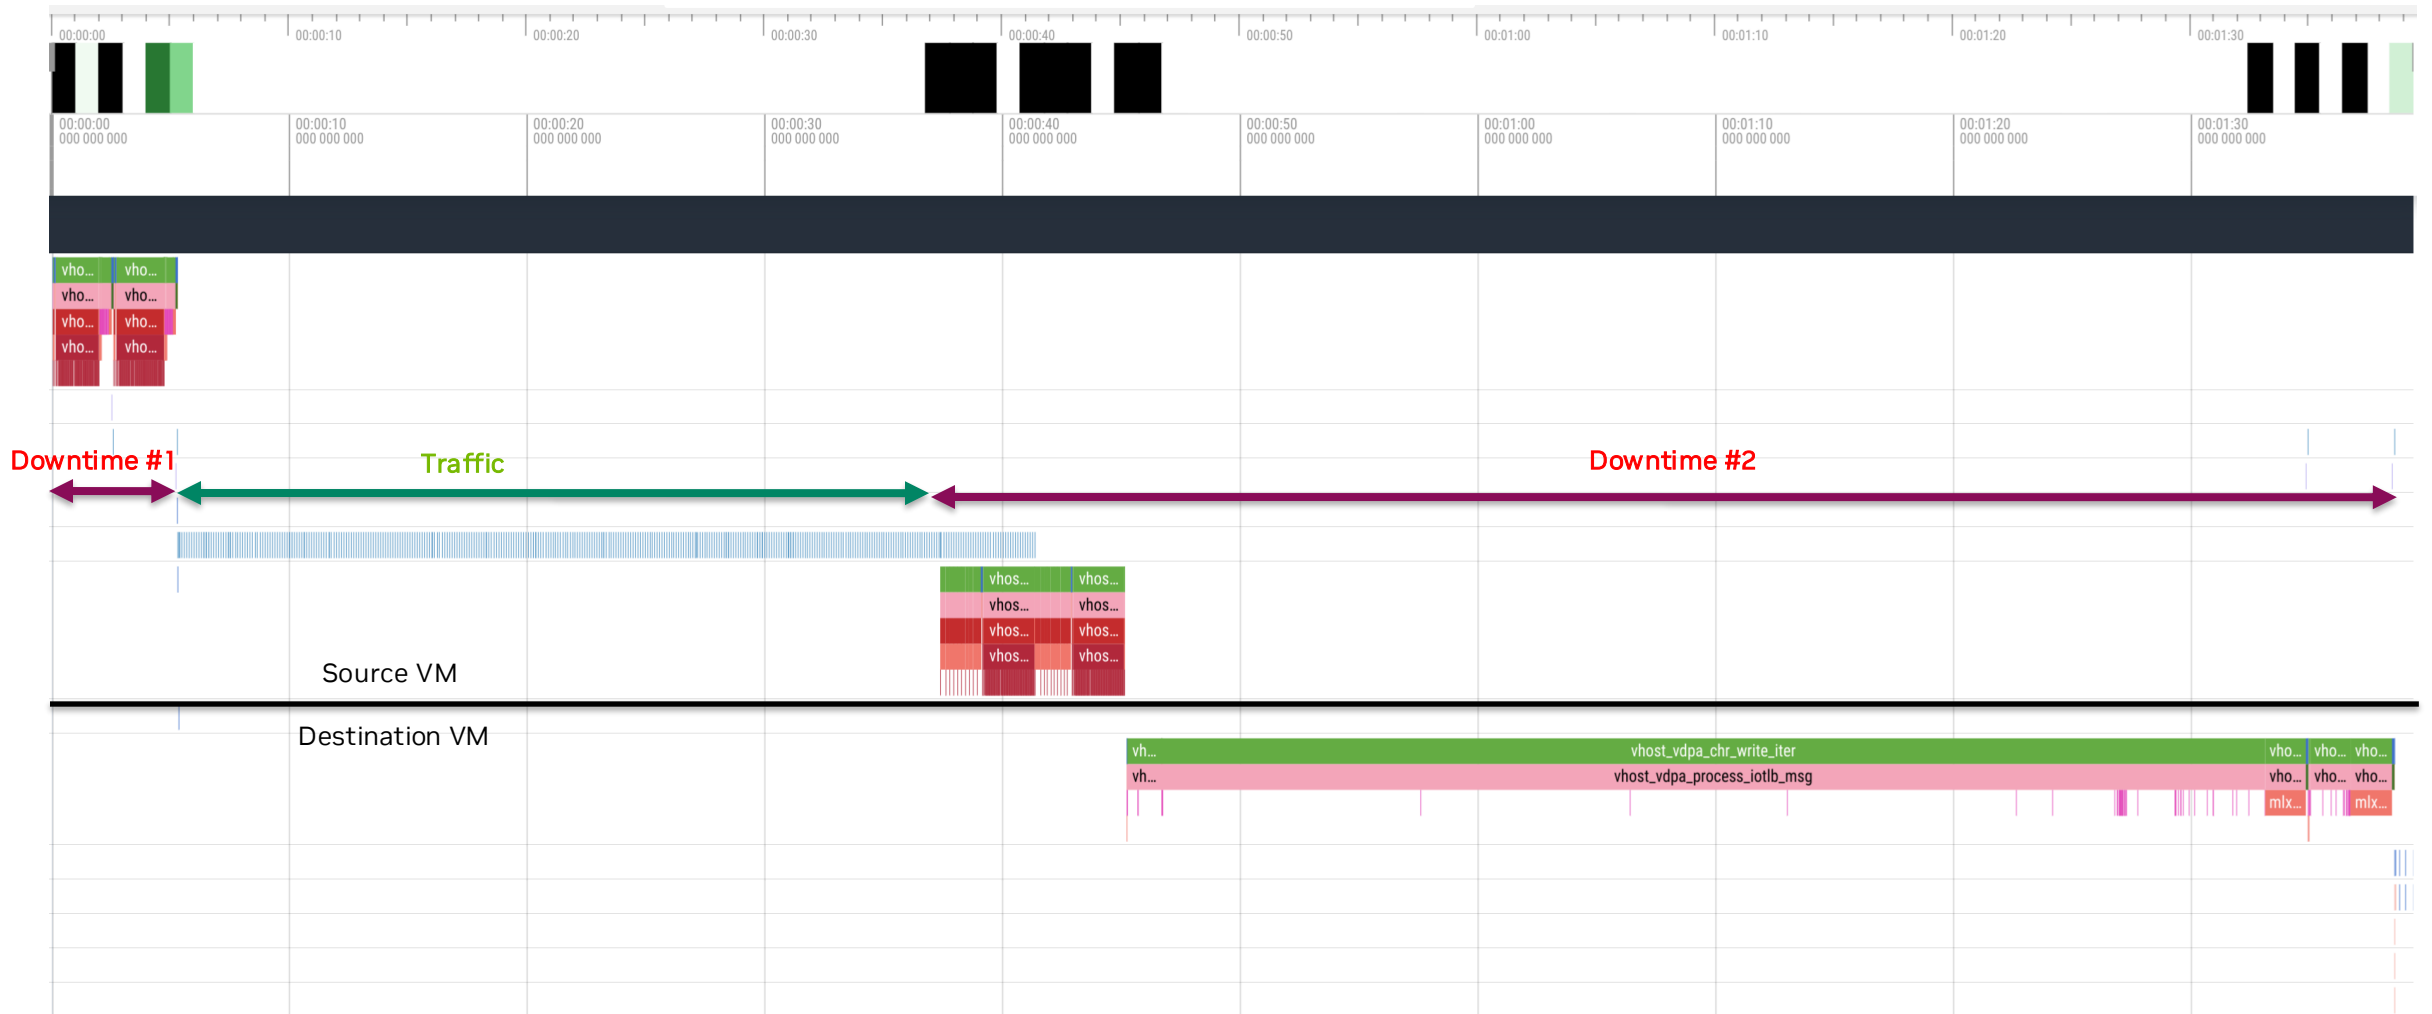 00:00:00 00:00:10 00:00:20 00:00:30 00:00:40 00:00:50 00:01:00 00:01:10 00:01:20 00:01:30
00:00:00 00:00:10 00:00:20 00:00:30 00:00:40 00:00:50 00:01:00 00:01:10 00:01:20 00:01:30
000 000 000 000 000 000 000 000 000 000 000 000 000 000 000 000 000 000 000 000 000 000 000 000 000 000 000 000 000 000
vho... vho...
vho... vho...
vho... vho...
vho... vho...
Downtime #1 Traffic Downtime #2
vhos... vhos...
vhos... vhos...
vhos... vhos...
vhos... vhos...
Source VM
Destination VM
vh... vhost_vdpa_chr_write_iter vho... vho... vho...
vh... vhost_vdpa_process_iotlb_msg vho... vho... vho...
mlx... mlx...